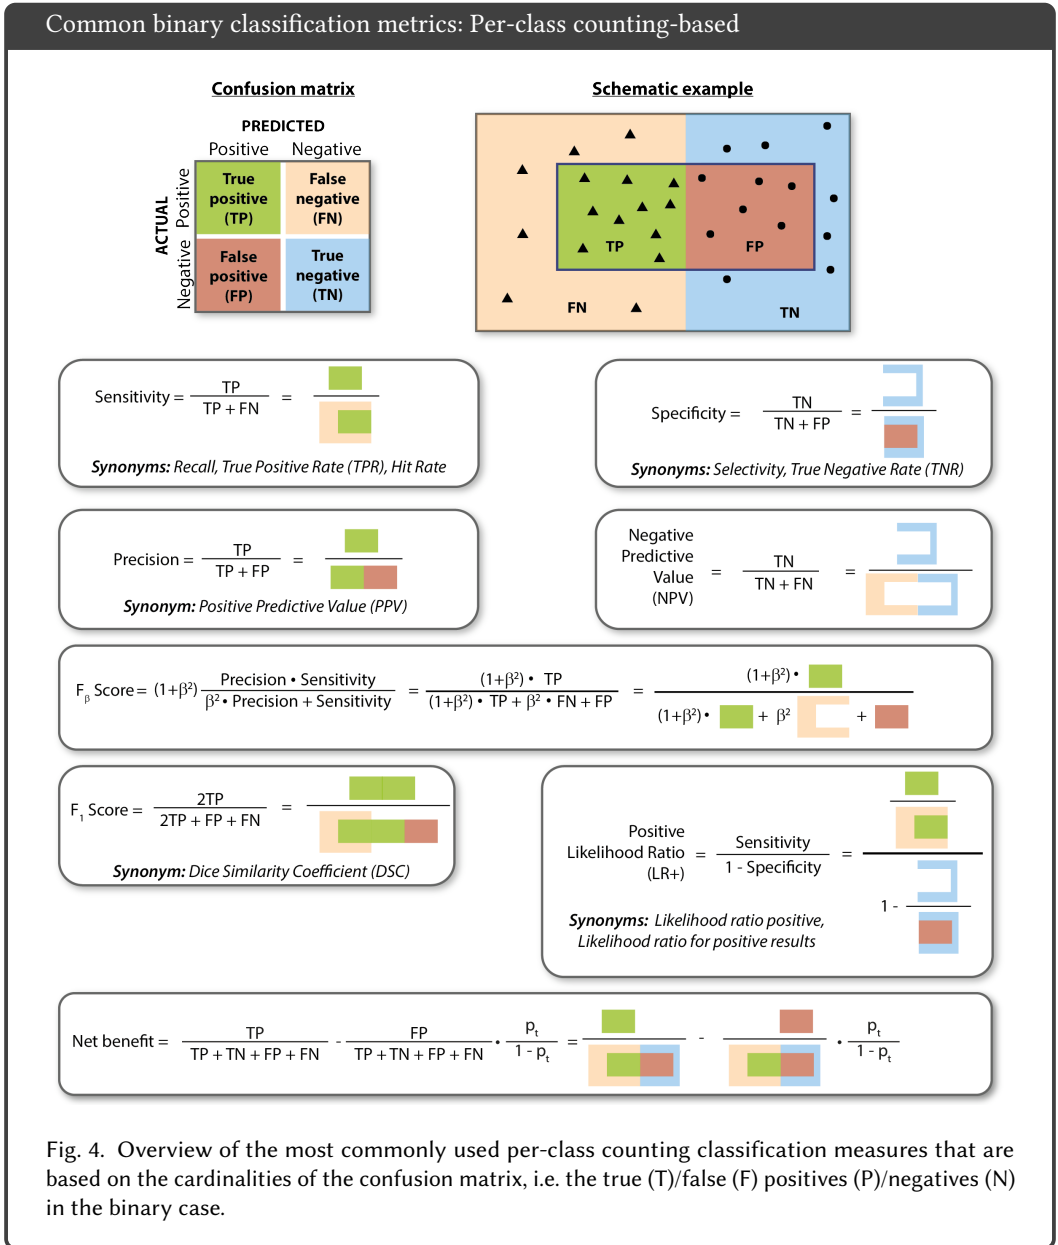 Common binary classification metrics: Per-class counting-based
Confusion matrix
PREDICTED
Positive Negative
ACTUAL
Positive
Negative
True
positive
(TP)
False
negative
(FN)
False
positive
(FP)
True
negative
(TN)
Schematic example
TP
FP
FN
TN
Sensitivity = TP / TP + FN =
Synonyms: Recall, True Positive Rate (TPR), Hit Rate
Specificity = TN / TN + FP =
Synonyms: Selectivity, True Negative Rate (TNR)
Precision = TP / TP + FP =
Synonym: Positive Predictive Value (PPV)
Negative
Predictive
Value
(NPV)
= TN / TN + FN =
Fβ Score = (1+β²) Precision • Sensitivity / β² • Precision + Sensitivity = (1+β²) • TP / (1+β²) • TP + β² • FN + FP = (1+β²) • / (1+β²) • + β² +
F₁ Score = 2TP / 2TP + FP + FN =
Synonym: Dice Similarity Coefficient (DSC)
Positive
Likelihood Ratio
(LR+)
= Sensitivity / 1 - Specificity =
1 -
Synonyms: Likelihood ratio positive,
Likelihood ratio for positive results
Net benefit = TP / TP + TN + FP + FN - FP / TP + TN + FP + FN • pt / 1 - pt = - • pt / 1 - pt
Fig. 4. Overview of the most commonly used per-class counting classification measures that are
based on the cardinalities of the confusion matrix, i.e. the true (T)/false (F) positives (P)/negatives (N)
in the binary case.